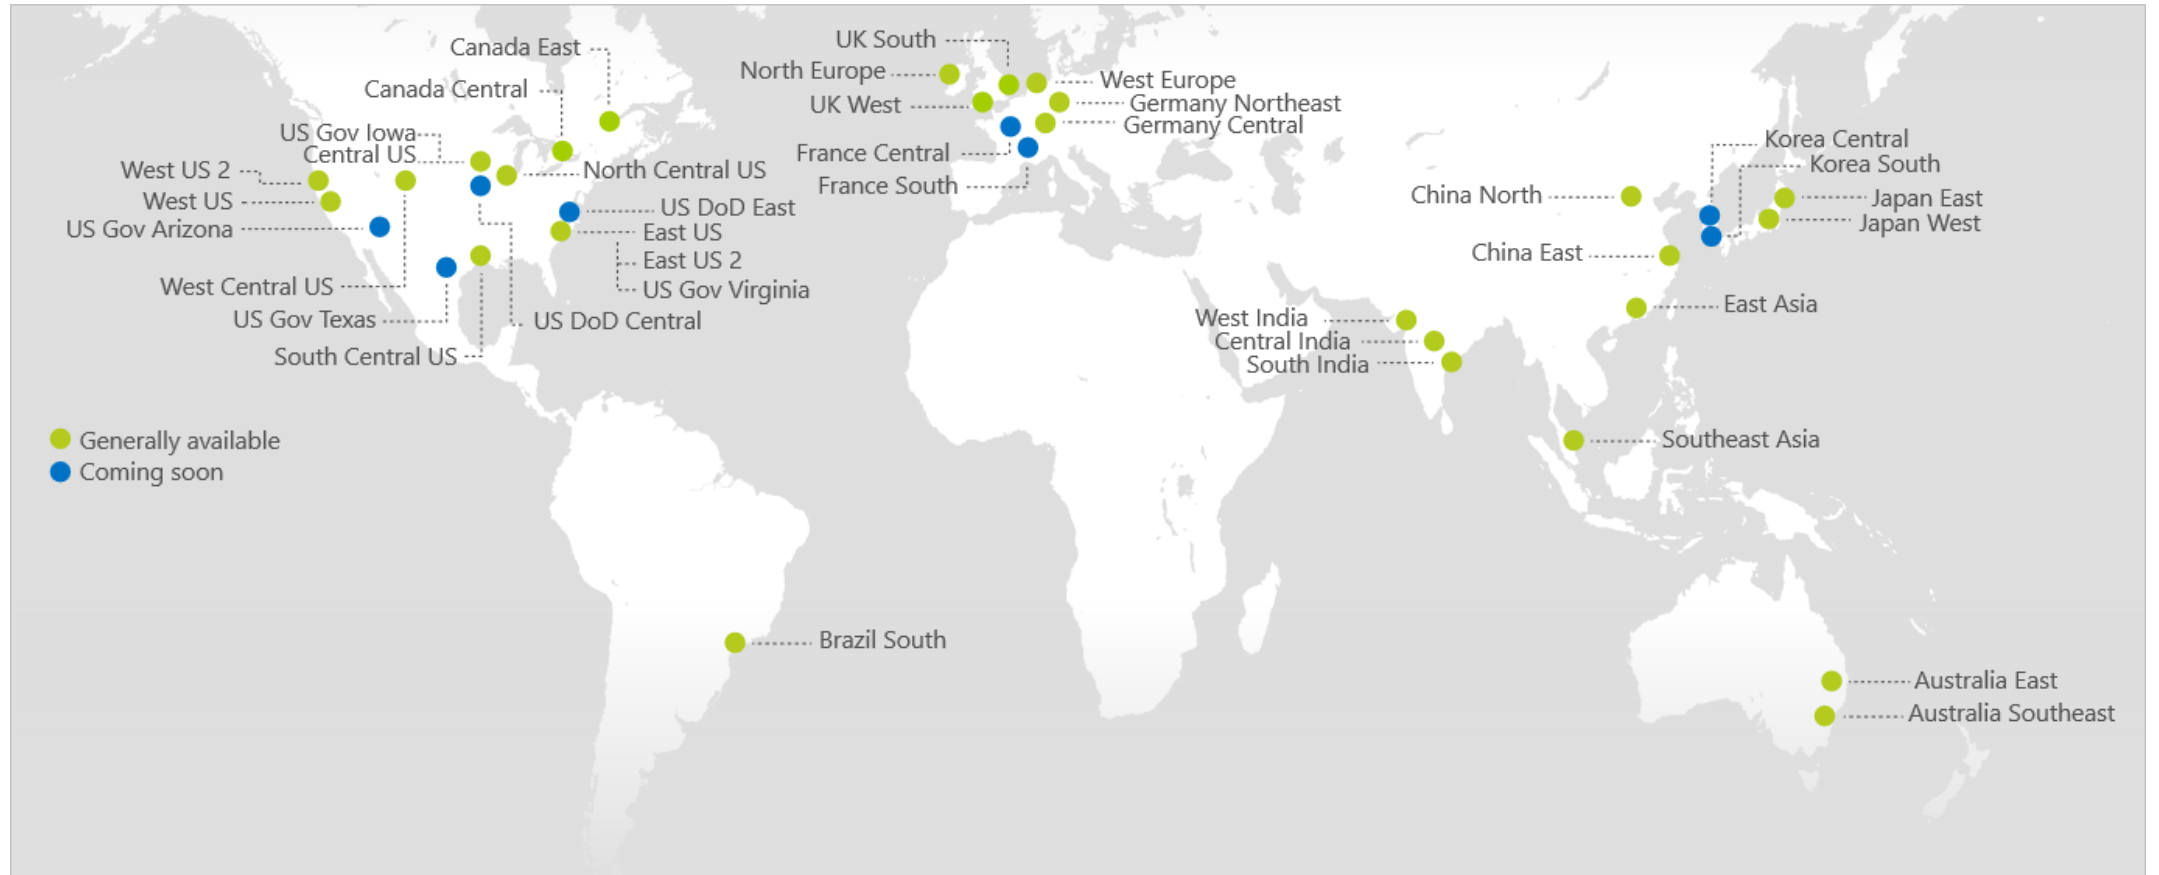 Canada East
Canada Central
US Gov Iowa
Central US
West US 2
West US
US Gov Arizona
West Central US
US Gov Texas
South Central US
North Central US
US DoD East
East US
East US 2
US Gov Virginia
US DoD Central
Generally available
Coming soon
Brazil South
UK South
North Europe
UK West
West Europe
Germany Northeast
Germany Central
France Central
France South
Korea Central
Korea South
China North
Japan East
Japan West
China East
East Asia
West India
Central India
South India
Southeast Asia
Australia East
Australia Southeast